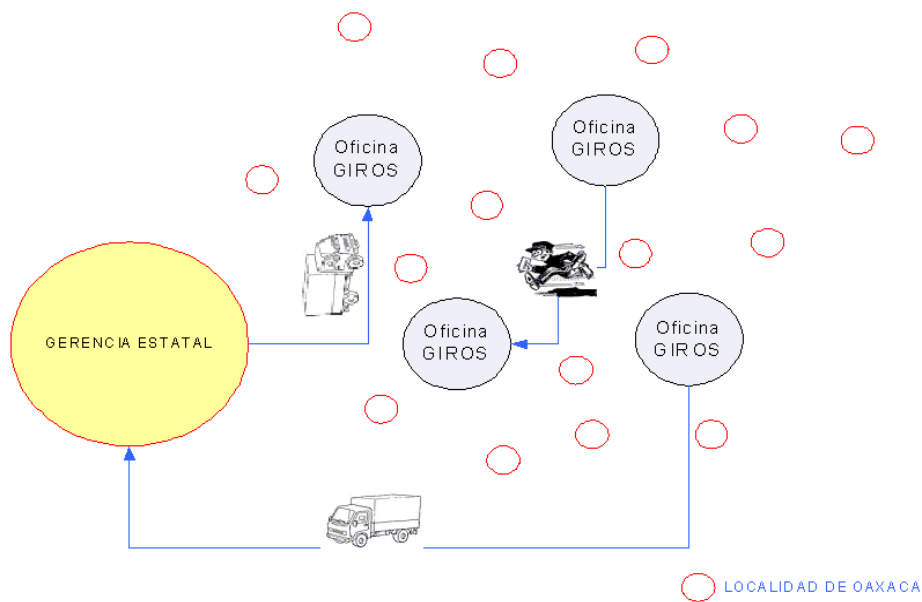 Oficina
GIROS
Oficina
GIROS
GERENCIA ESTATAL
Oficina
GIROS
Oficina
GIROS
LOCALIDAD DE OAXACA